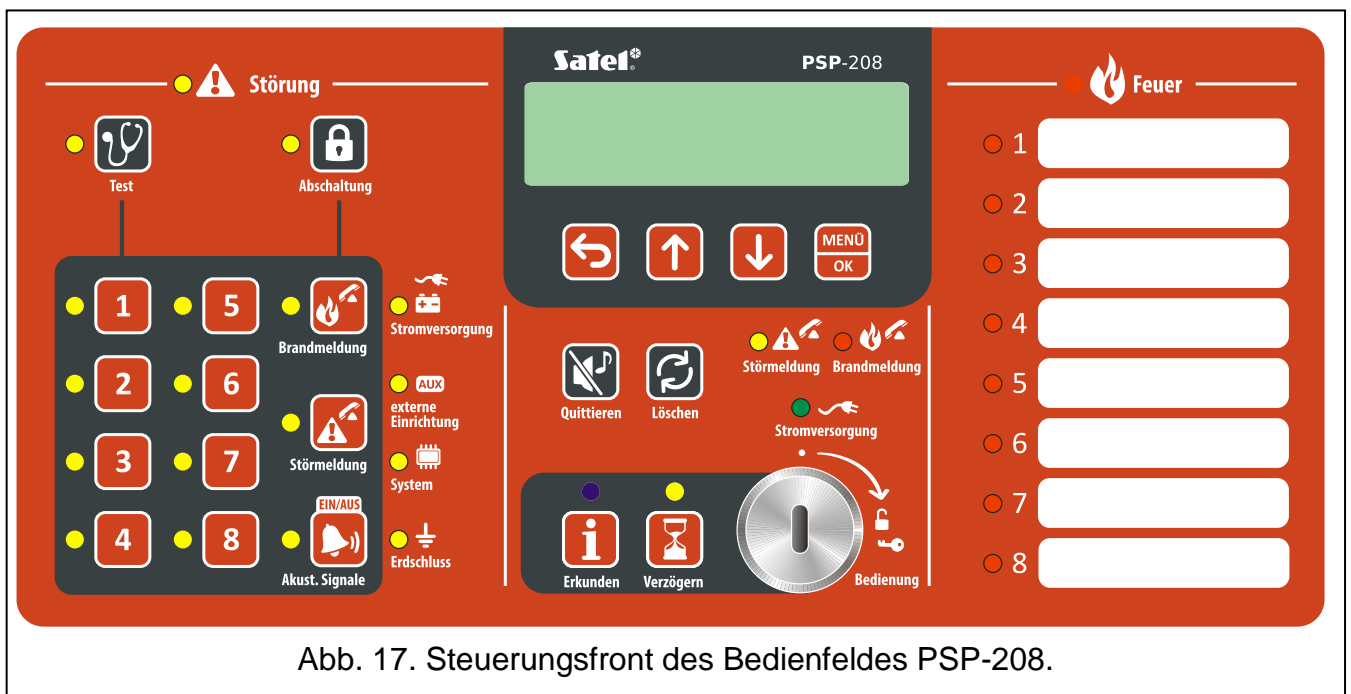 Störung
Test
Abschaltung
1
5
Brandmeldung
Stromversorgung
2
6
AUX
externe
Einrichtung
3
7
Störmeldung
System
EIN/AUS
4
8
Akust. Signale
Erdschluss
Satel®
PSP-208
MENÜ
OK
Quittieren
Löschen
Störmeldung
Brandmeldung
Stromversorgung
Erkunden
Verzögern
Bedienung
Feuer
1
2
3
4
5
6
7
8
Abb. 17. Steuerungsfront des Bedienfeldes PSP-208.